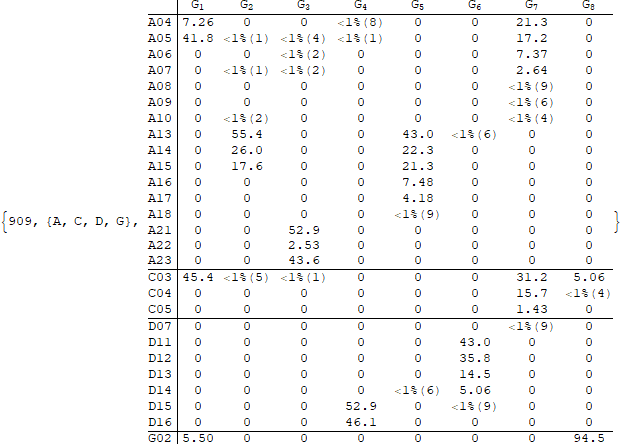 G1 G2 G3 G4 G5 G6 G7 G8
A04 7.26 0 0 <1%(8) 0 0 21.3 0
A05 41.8 <1%(1) <1%(4) <1%(1) 0 0 17.2 0
A06 0 0 <1%(2) 0 0 0 7.37 0
A07 0 <1%(1) <1%(2) 0 0 0 2.64 0
A08 0 0 0 0 0 0 <1%(9) 0
A09 0 0 0 0 0 0 <1%(6) 0
A10 0 <1%(2) 0 0 0 0 <1%(4) 0
A13 0 55.4 0 0 43.0 <1%(6) 0 0
A14 0 26.0 0 0 22.3 0 0 0
A15 0 17.6 0 0 21.3 0 0 0
A16 0 0 0 0 7.48 0 0 0
A17 0 0 0 0 4.18 0 0 0
A18 0 0 0 0 <1%(9) 0 0 0
{909, {A, C, D, G}, A21 0 0 52.9 0 0 0 0 0 }
A22 0 0 2.53 0 0 0 0 0
A23 0 0 43.6 0 0 0 0 0
C03 45.4 <1%(5) <1%(1) 0 0 0 31.2 5.06
C04 0 0 0 0 0 0 15.7 <1%(4)
C05 0 0 0 0 0 0 1.43 0
D07 0 0 0 0 0 0 <1%(9) 0
D11 0 0 0 0 0 43.0 0 0
D12 0 0 0 0 0 35.8 0 0
D13 0 0 0 0 0 14.5 0 0
D14 0 0 0 0 <1%(6) 5.06 0 0
D15 0 0 0 52.9 0 <1%(9) 0 0
D16 0 0 0 46.1 0 0 0 0
G02 5.50 0 0 0 0 0 0 94.5